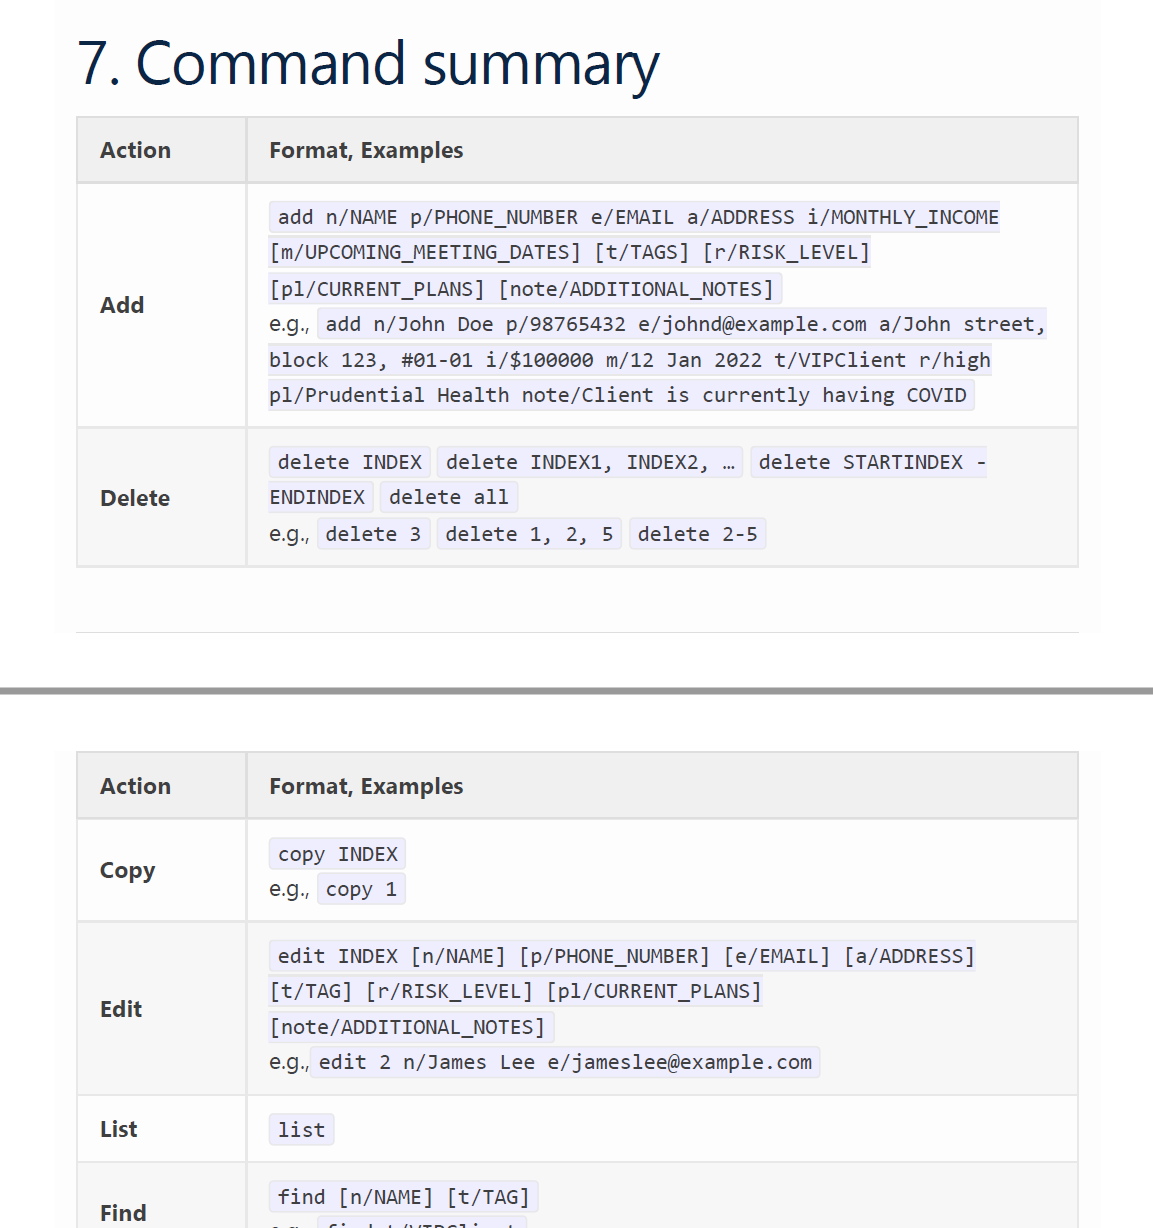 7. Command summary
Action Format, Examples
Add
add n/NAME p/PHONE_NUMBER e/EMAIL a/ADDRESS i/MONTHLY_INCOME
[m/UPCOMING_MEETING_DATES] [t/TAGS] [r/RISK_LEVEL]
[pl/CURRENT_PLANS] [note/ADDITIONAL_NOTES]
e.g., add n/John Doe p/98765432 e/johnd@example.com a/John street,
block 123, #01-01 i/$100000 m/12 Jan 2022 t/VIPClient r/high
pl/Prudential Health note/Client is currently having COVID
Delete
delete INDEX delete INDEX1, INDEX2, … delete STARTINDEX -
ENDINDEX delete all
e.g., delete 3 delete 1, 2, 5 delete 2-5
Action Format, Examples
Copy
copy INDEX
e.g., copy 1
Edit
edit INDEX [n/NAME] [p/PHONE_NUMBER] [e/EMAIL] [a/ADDRESS]
[t/TAG] [r/RISK_LEVEL] [pl/CURRENT_PLANS]
[note/ADDITIONAL_NOTES]
e.g., edit 2 n/James Lee e/jameslee@example.com
List list
Find
find [n/NAME] [t/TAG]
e.g., find t/VIPClient